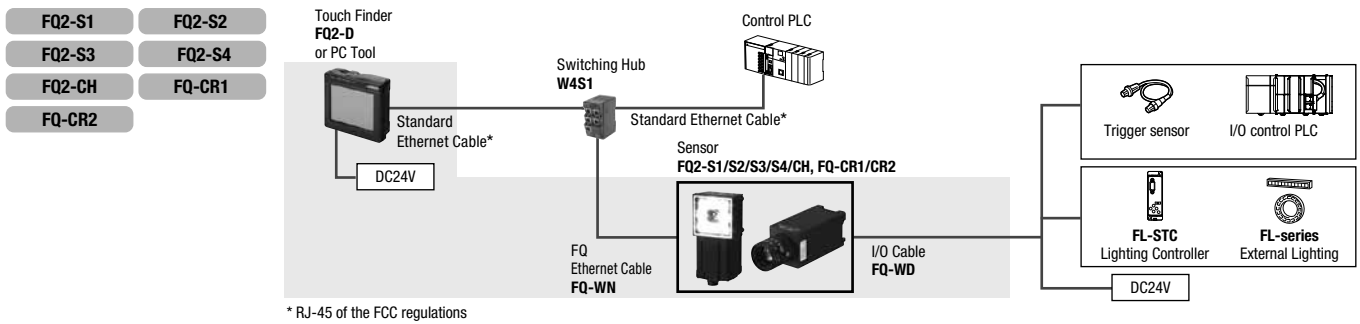 FQ2-S1
FQ2-S2
FQ2-S3
FQ2-S4
FQ2-CH
FQ-CR1
FQ-CR2
Touch Finder
FQ2-D
or PC Tool
Standard
Ethernet Cable*
DC24V
Switching Hub
W4S1
Control PLC
Standard Ethernet Cable*
Sensor
FQ2-S1/S2/S3/S4/CH, FQ-CR1/CR2
FQ
Ethernet Cable
FQ-WN
I/O Cable
FQ-WD
Trigger sensor
I/O control PLC
FL-STC
Lighting Controller
FL-series
External Lighting
DC24V
* RJ-45 of the FCC regulations